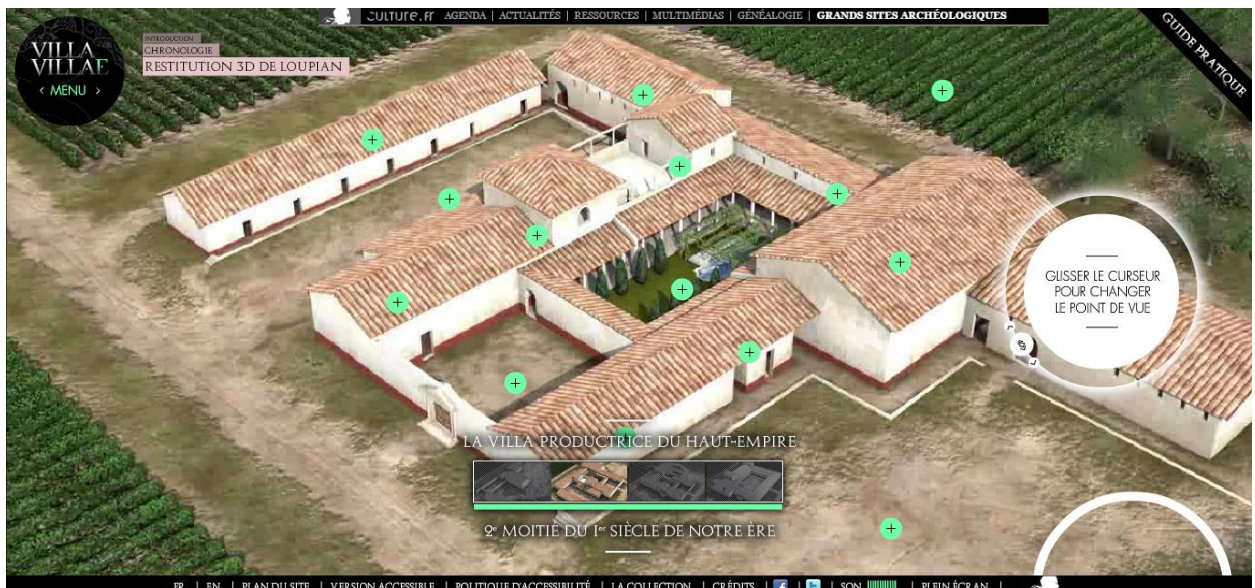 culture.fr AGENDA | ACTUALITÉS | RESSOURCES | MULTIMÉDIAS | GÉNÉALOGIE | GRANDS SITES ARCHÉOLOGIQUES
VILLA
VILLAE
‹ MENU ›
INTRODUCTION
CHRONOLOGIE
RESTITUTION 3D DE LOUPIAN
GUIDE PRATIQUE
GLISSER LE CURSEUR
POUR CHANGER
LE POINT DE VUE
LA VILLA PRODUCTRICE DU HAUT-EMPIRE
2e MOITIÉ DU Ier SIÈCLE DE NOTRE ÈRE
FR | EN | PLAN DU SITE | VERSION ACCESSIBLE | POLITIQUE D'ACCESSIBILITÉ | LA COLLECTION | CRÉDITS | f | t | SON | PLEIN ÉCRAN |